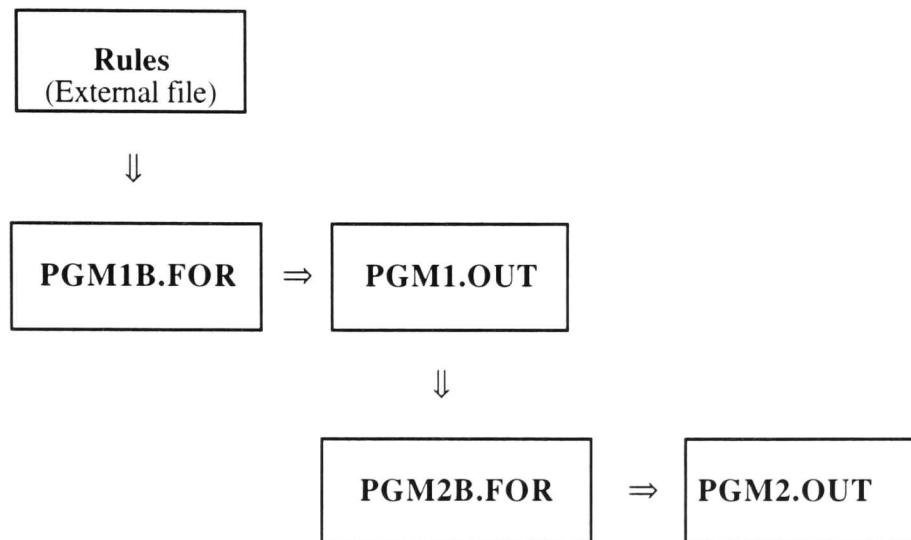 Rules
(External file)
⇓
PGM1B.FOR ⇒ PGM1.OUT
⇓
PGM2B.FOR ⇒ PGM2.OUT